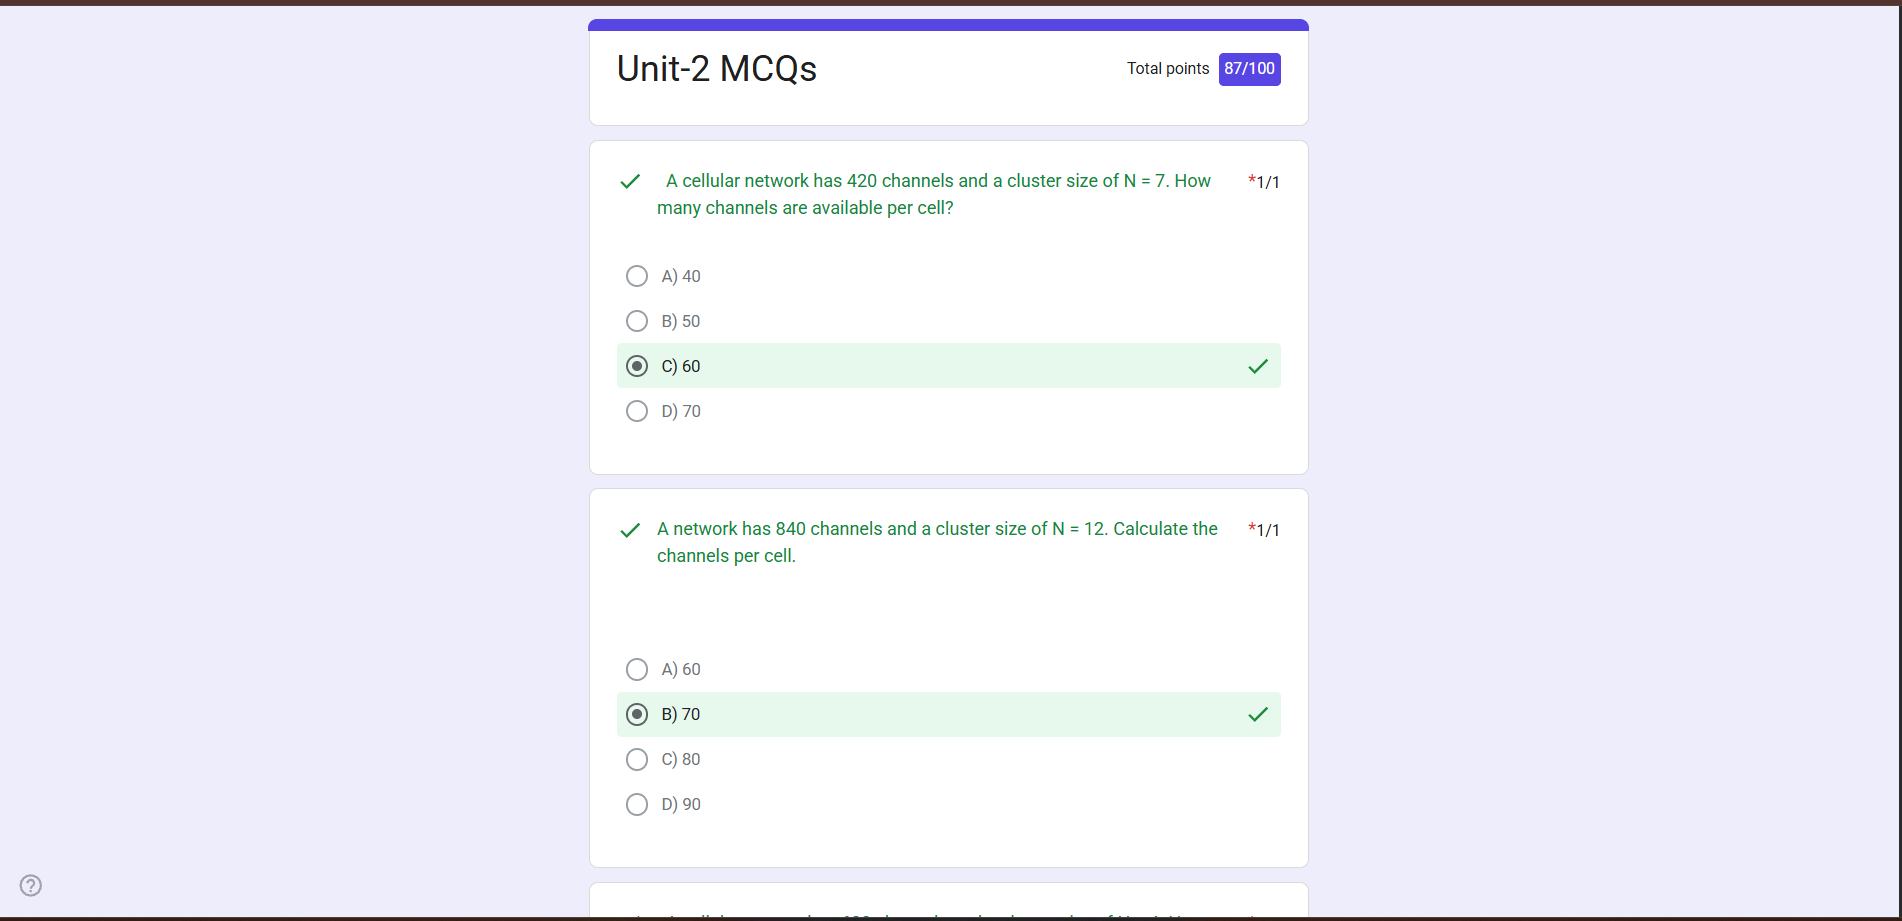 Unit-2 MCQs
Total points 87/100
A cellular network has 420 channels and a cluster size of N = 7. How
many channels are available per cell?
*1/1
A) 40
B) 50
C) 60
D) 70
A network has 840 channels and a cluster size of N = 12. Calculate the
channels per cell.
*1/1
A) 60
B) 70
C) 80
D) 90